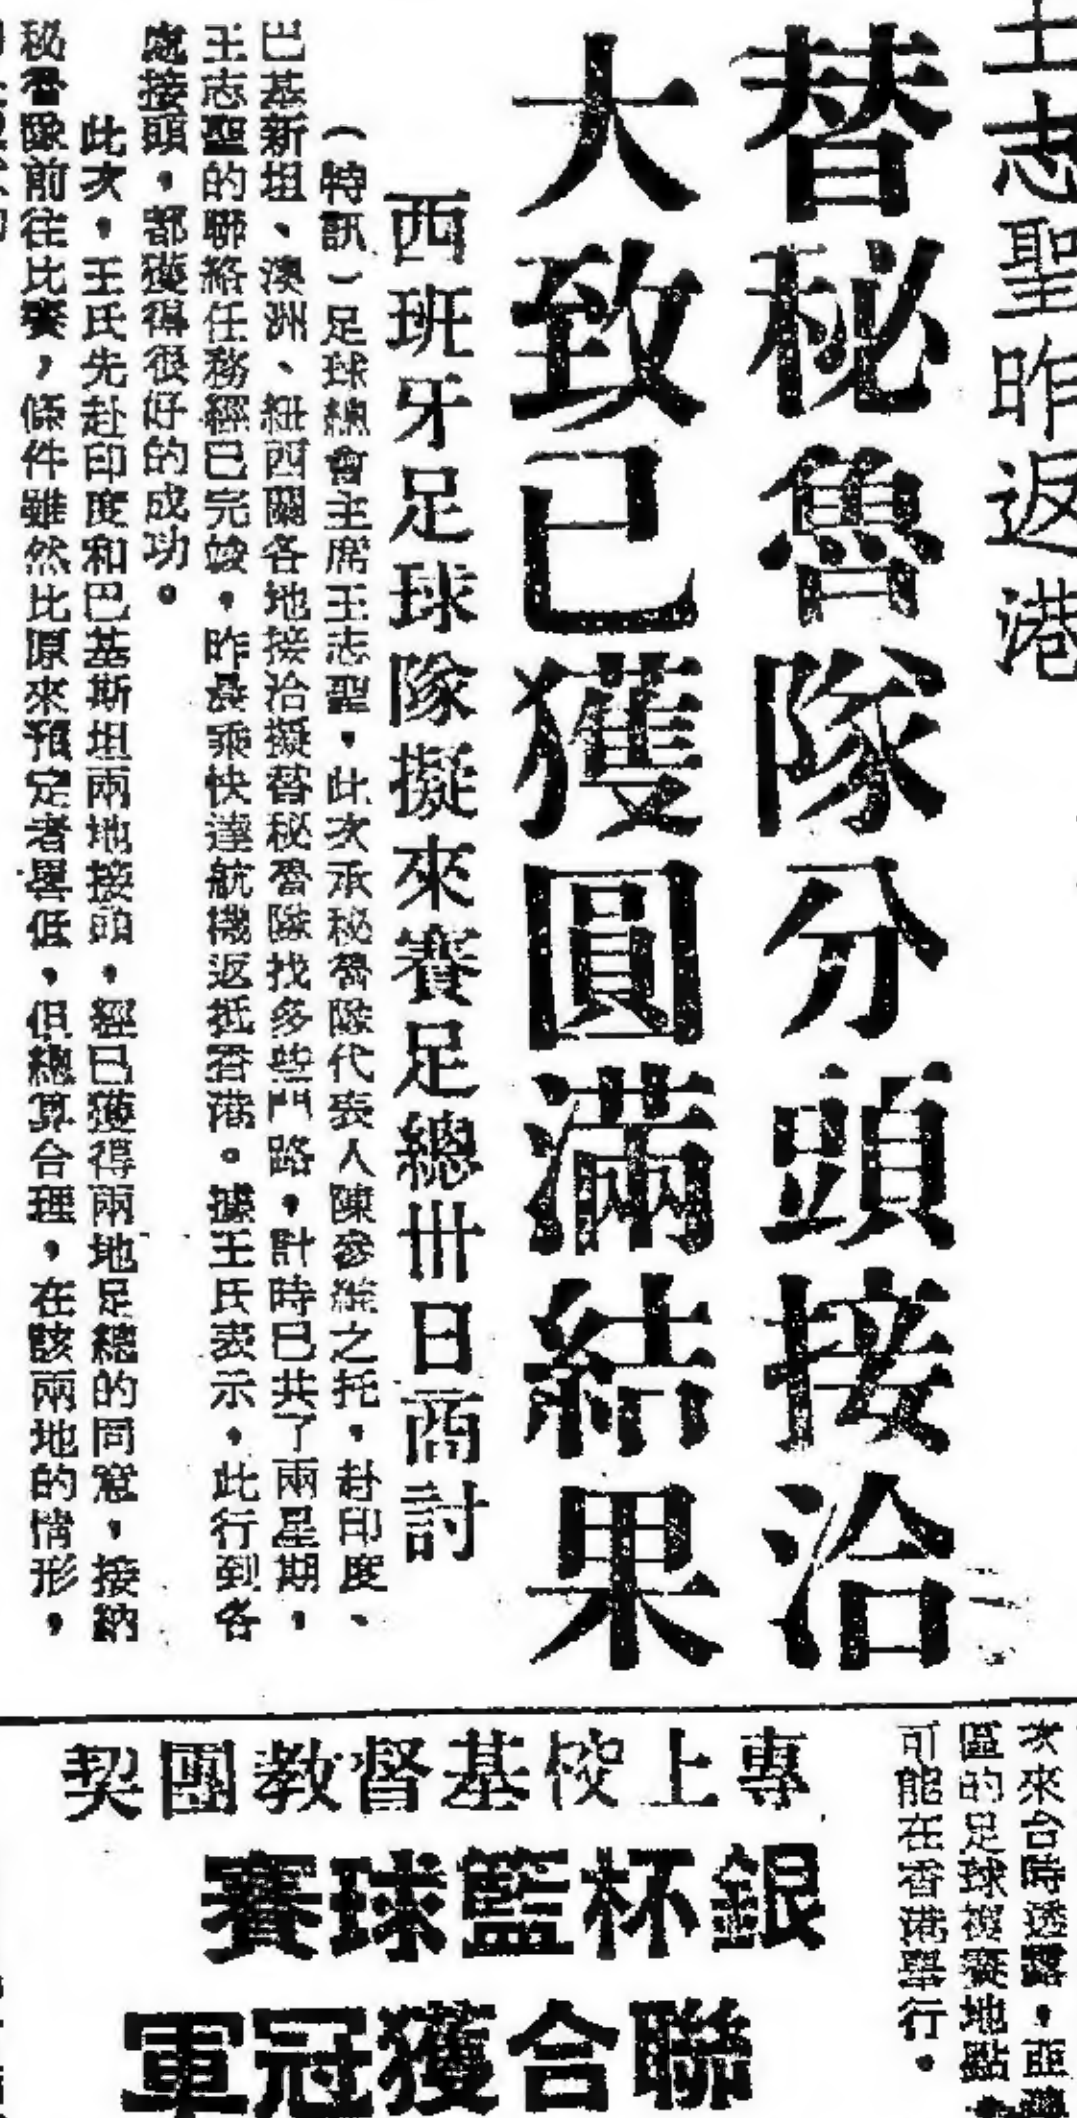 王志聖昨返港
替秘魯隊分頭接洽
大致已獲圓滿結果
西班牙足球隊擬來賽足總卅日商討
（特訊）足球總會主席王志聖，此次承秘魯隊代表人陳參旒之托，赴印度、
巴基新坦、澳洲、紐西蘭各地接洽擬替秘魯隊找多些門路，計時已共了兩星期，
王志聖的聯絡任務經已完竣，昨晨乘快達航機返抵香港。據王氏表示，此行到各
處接頭，都獲得很好的成功。
此次，王氏先赴印度和巴基斯坦兩地接頭，經已獲得兩地足總的同意，接納
秘魯隊前往比賽，條件雖然比原來預定者畧低，但總算合理，在該兩地的情形，
次來台時透露，亞洲
區的足球複賽地點，
可能在香港舉行。
專上校基督教團契
銀杯籃球賽
聯合獲冠軍